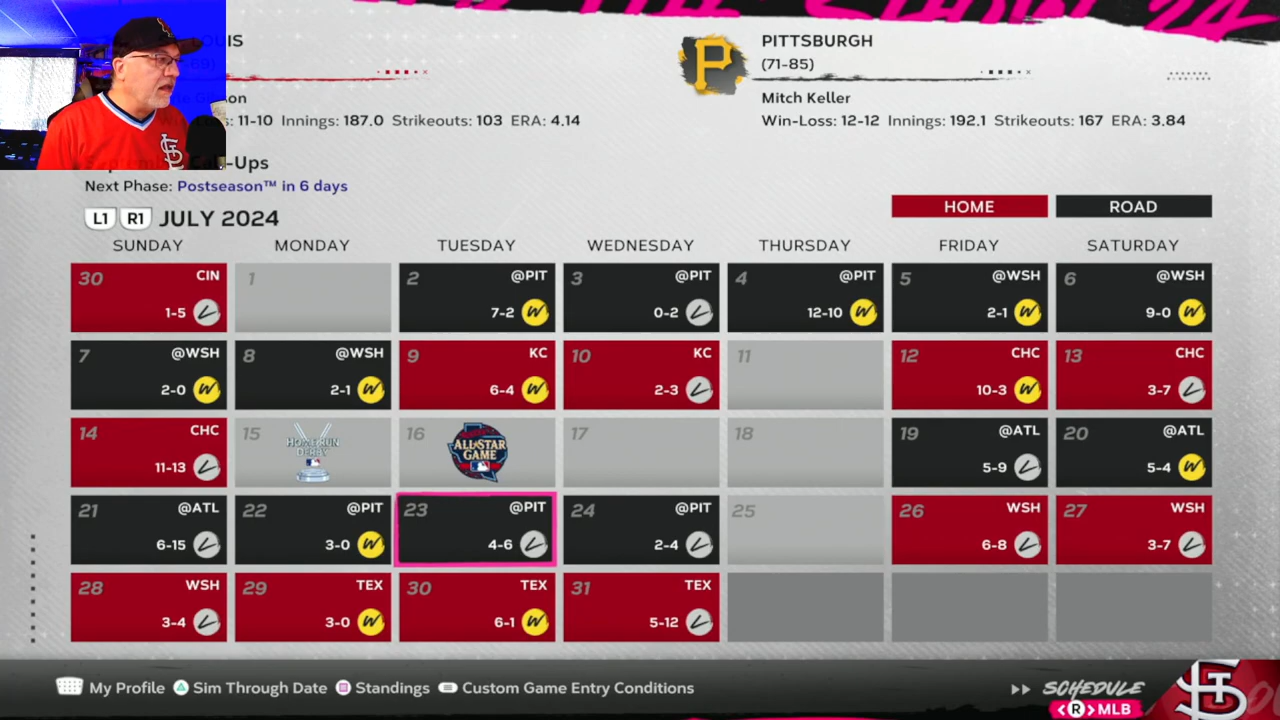 THE SHOW 24
LOUIS
PITTSBURGH
(71-85)
Mitch Keller
11-10 Innings: 187.0 Strikeouts: 103 ERA: 4.14
Win-Loss: 12-12 Innings: 192.1 Strikeouts: 167 ERA: 3.84
Next Phase: Postseason™ in 6 days
L1 R1 JULY 2024
HOME ROAD
SUNDAY MONDAY TUESDAY WEDNESDAY THURSDAY FRIDAY SATURDAY
30 CIN 1 2 @PIT 3 @PIT 4 @PIT 5 @WSH 6 @WSH
1-5 L 7-2 W 0-2 L 12-10 W 2-1 W 9-0 W
7 @WSH 8 @WSH 9 KC 10 KC 11 12 CHC 13 CHC
2-0 W 2-1 W 6-4 W 2-3 L 10-3 W 3-7 L
14 CHC 15 HOME RUN DERBY 16 ALL-STAR GAME 17 18 19 @ATL 20 @ATL
11-13 L 5-9 L 5-4 W
21 @ATL 22 @PIT 23 @PIT 24 @PIT 25 26 WSH 27 WSH
6-15 L 3-0 W 4-6 L 2-4 L 6-8 L 3-7 L
28 WSH 29 TEX 30 TEX 31 TEX
3-4 L 3-0 W 6-1 W 5-12 L
My Profile Sim Through Date Standings Custom Game Entry Conditions
SCHEDULE
<R> MLB